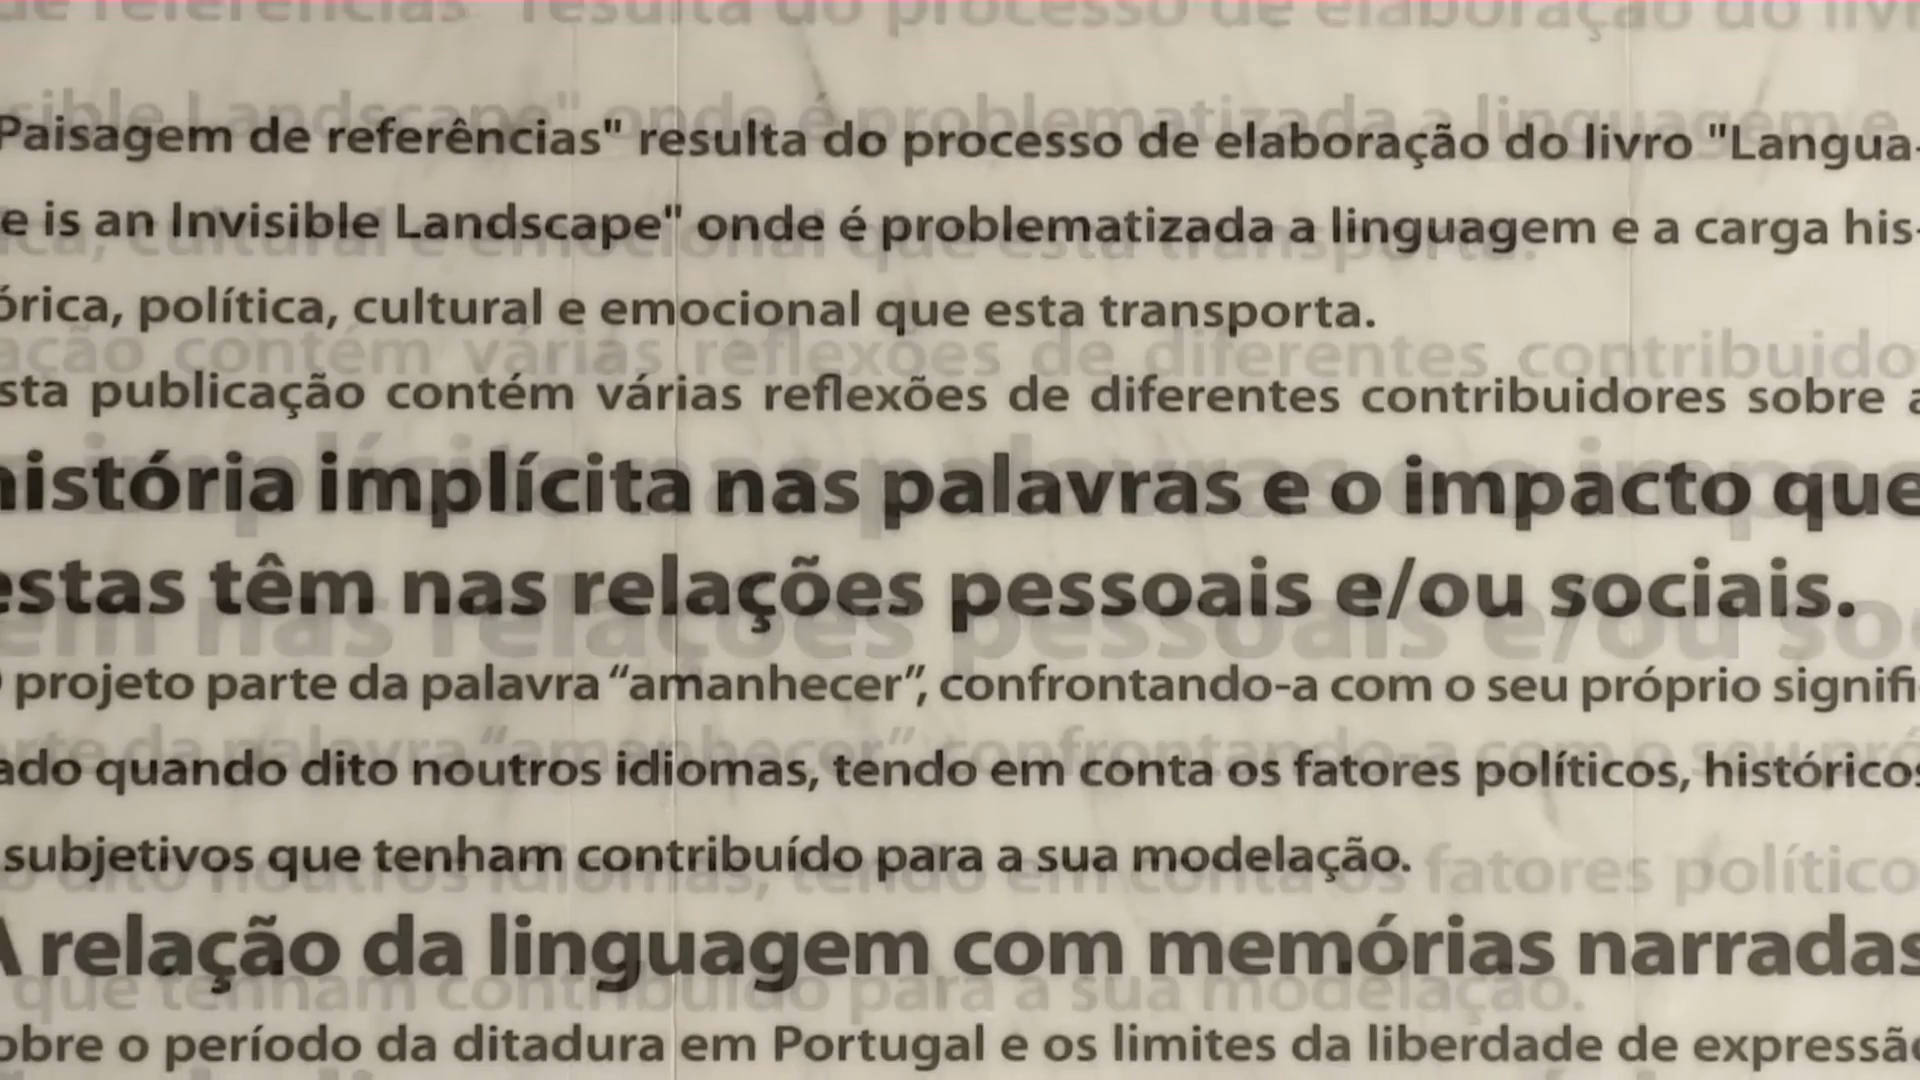 Paisagem de referências" resulta do processo de elaboração do livro "Langua-
e is an Invisible Landscape" onde é problematizada a linguagem e a carga his-
órica, política, cultural e emocional que esta transporta.
sta publicação contém várias reflexões de diferentes contribuidores sobre a
história implícita nas palavras e o impacto que
estas têm nas relações pessoais e/ou sociais.
projeto parte da palavra “amanhecer”, confrontando-a com o seu próprio signifi-
ado quando dito noutros idiomas, tendo em conta os fatores políticos, históricos
subjetivos que tenham contribuído para a sua modelação.
A relação da linguagem com memórias narradas
obre o período da ditadura em Portugal e os limites da liberdade de expressão